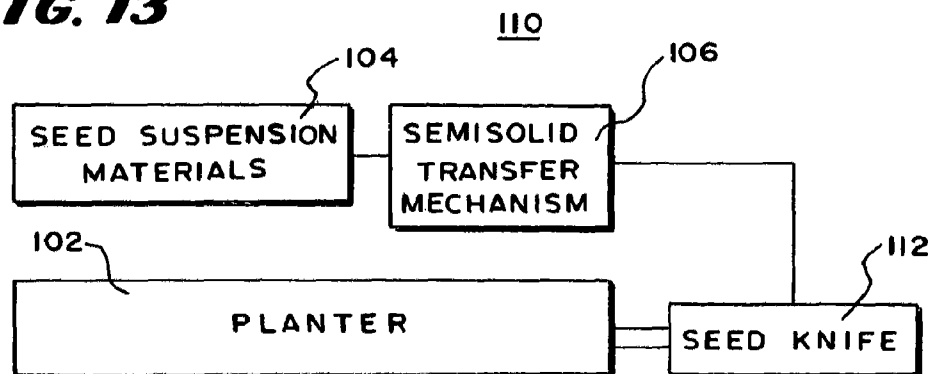 FIG. 13
110
104
106
SEED SUSPENSION
MATERIALS
SEMISOLID
TRANSFER
MECHANISM
102
112
PLANTER
SEED KNIFE